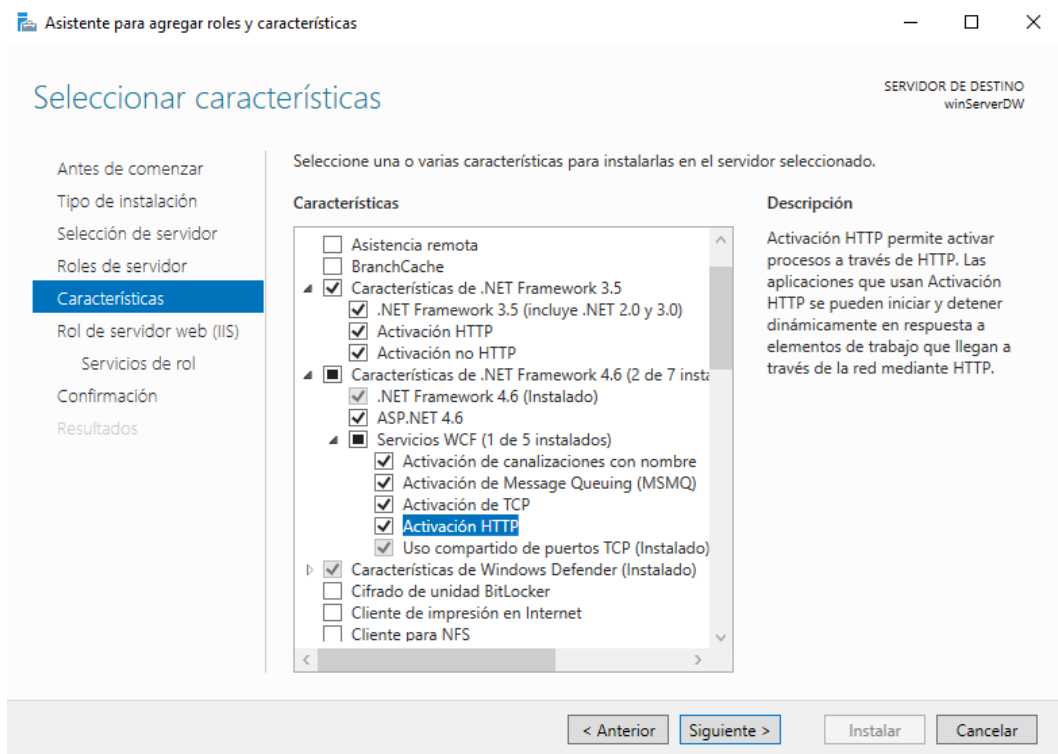 Asistente para agregar roles y características
Seleccionar características
SERVIDOR DE DESTINO
winServerDW
Antes de comenzar
Tipo de instalación
Selección de servidor
Roles de servidor
Características
Rol de servidor web (IIS)
Servicios de rol
Confirmación
Resultados
Seleccione una o varias características para instalarlas en el servidor seleccionado.
Características
Asistencia remota
BranchCache
Características de .NET Framework 3.5
.NET Framework 3.5 (incluye .NET 2.0 y 3.0)
Activación HTTP
Activación no HTTP
Características de .NET Framework 4.6 (2 de 7 insta
.NET Framework 4.6 (Instalado)
ASP.NET 4.6
Servicios WCF (1 de 5 instalados)
Activación de canalizaciones con nombre
Activación de Message Queuing (MSMQ)
Activación de TCP
Activación HTTP
Uso compartido de puertos TCP (Instalado)
Características de Windows Defender (Instalado)
Cifrado de unidad BitLocker
Cliente de impresión en Internet
Cliente para NFS
Descripción
Activación HTTP permite activar
procesos a través de HTTP. Las
aplicaciones que usan Activación
HTTP se pueden iniciar y detener
dinámicamente en respuesta a
elementos de trabajo que llegan a
través de la red mediante HTTP.
< Anterior
Siguiente >
Instalar
Cancelar